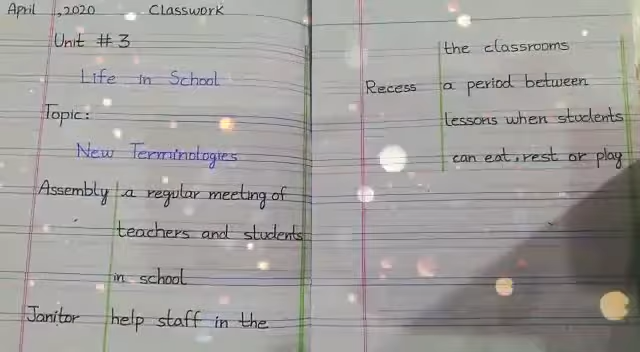 April ,2020 Classwork
Unit # 3
Life in School
Topic:
New Terminologies
Assembly a regular meeting of
teachers and students
in school
Janitor help staff in the
the classrooms
Recess a period between
lessons when students
can eat, rest or play